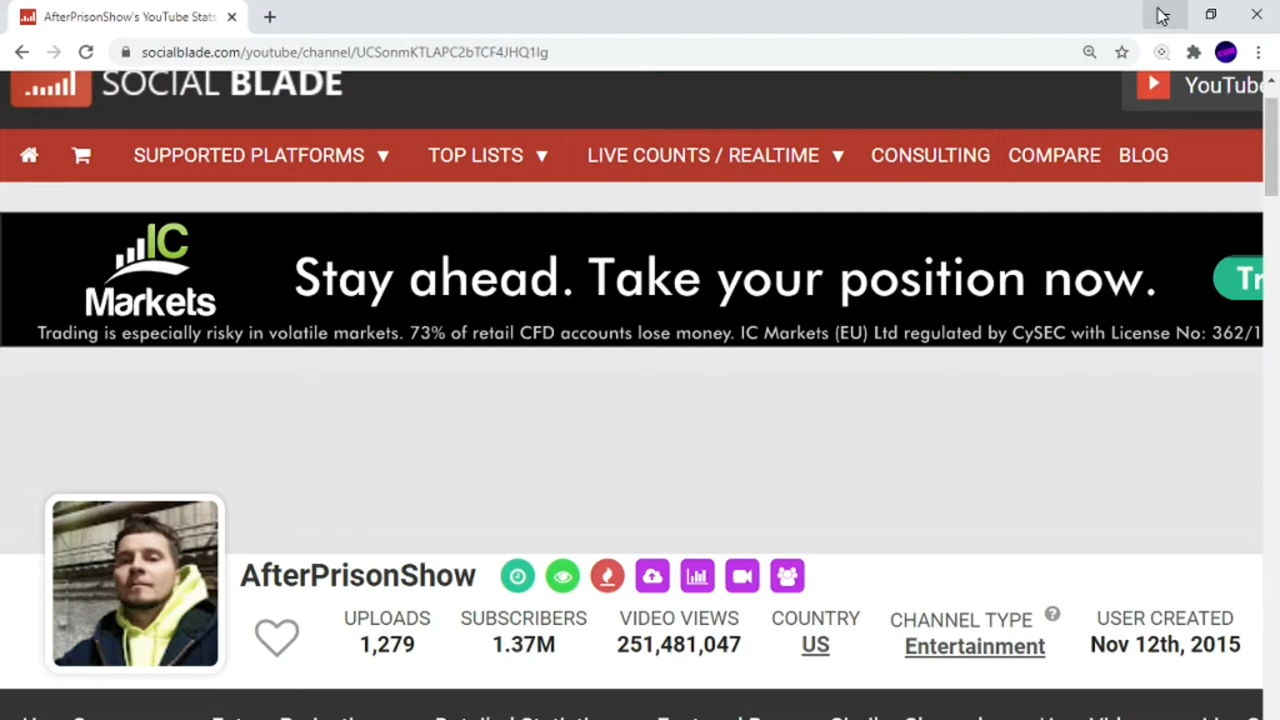 AfterPrisonShow's YouTube Stats
socialblade.com/youtube/channel/UCSonmKTLAPC2bTCF4JHQ1lg
SOCIAL BLADE
YouTube
SUPPORTED PLATFORMS ▼ TOP LISTS ▼ LIVE COUNTS / REALTIME ▼ CONSULTING COMPARE BLOG
IC Markets
Stay ahead. Take your position now.
Trading is especially risky in volatile markets. 73% of retail CFD accounts lose money. IC Markets (EU) Ltd regulated by CySEC with License No: 362/1
AfterPrisonShow
UPLOADS SUBSCRIBERS VIDEO VIEWS COUNTRY CHANNEL TYPE USER CREATED
1,279 1.37M 251,481,047 US Entertainment Nov 12th, 2015